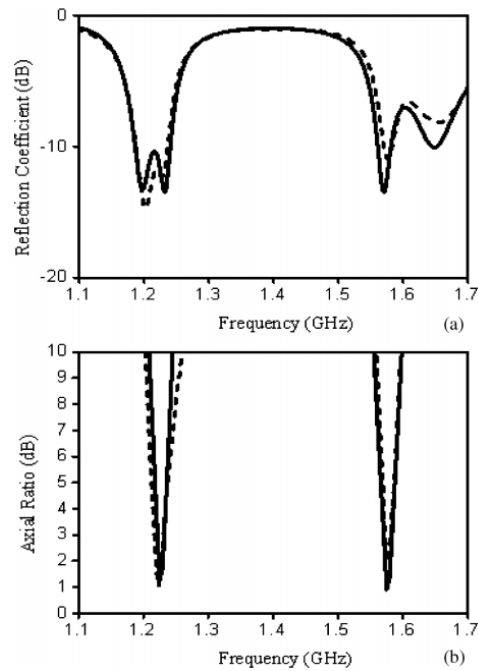 0
-10
-20
Reflection Coefficient (dB)
1.1 1.2 1.3 1.4 1.5 1.6 1.7
Frequency (GHz) (a)
10
9
8
7
6
5
4
3
2
1
0
Axial Ratio (dB)
1.1 1.2 1.3 1.4 1.5 1.6 1.7
Frequency (GHz) (b)